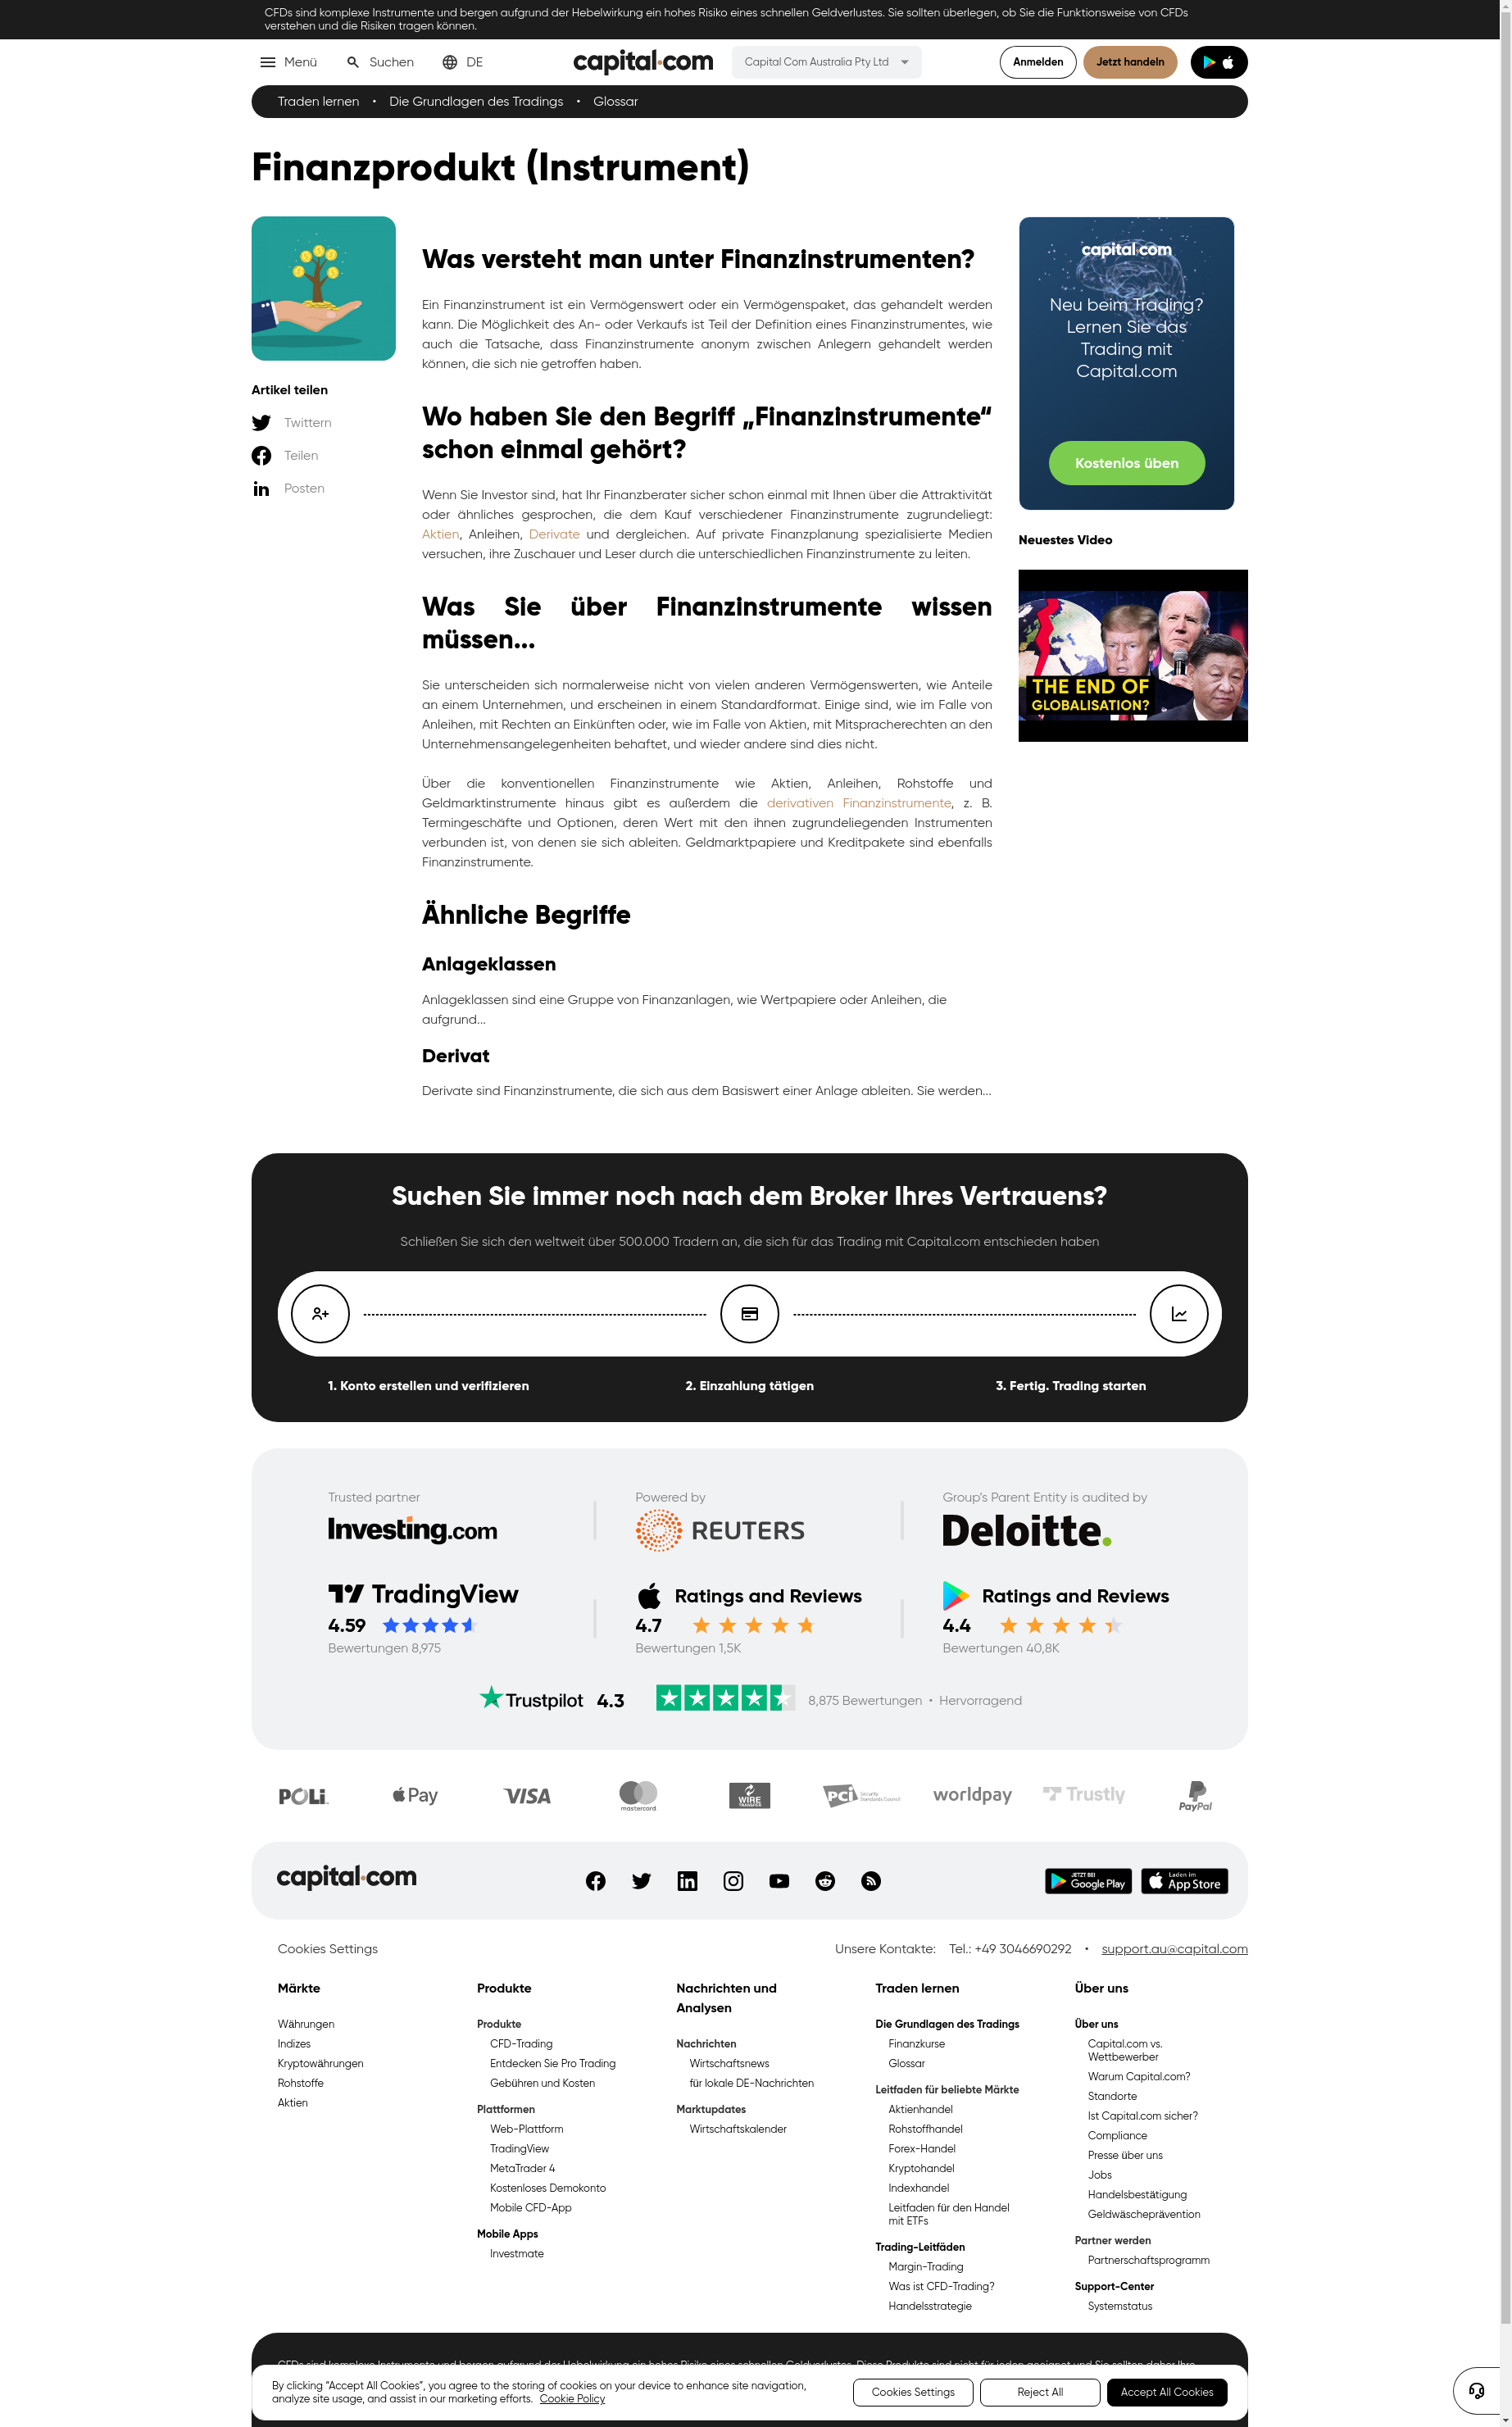 CFDs sind komplexe Instrumente und bergen aufgrund der Hebelwirkung ein hohes Risiko eines schnellen Geldverlustes. Sie sollten überlegen, ob Sie die Funktionsweise von CFDs
verstehen und die Risiken tragen können.
Menü
Suchen
DE
capital.com
Capital Com Australia Pty Ltd
Anmelden
Jetzt handeln
Traden lernen • Die Grundlagen des Tradings • Glossar
Finanzprodukt (Instrument)
Artikel teilen
Twittern
Teilen
Posten
Was versteht man unter Finanzinstrumenten?
Ein Finanzinstrument ist ein Vermögenswert oder ein Vermögenspaket, das gehandelt werden
kann. Die Möglichkeit des An- oder Verkaufs ist Teil der Definition eines Finanzinstrumentes, wie
auch die Tatsache, dass Finanzinstrumente anonym zwischen Anlegern gehandelt werden
können, die sich nie getroffen haben.
Wo haben Sie den Begriff „Finanzinstrumente“
schon einmal gehört?
Wenn Sie Investor sind, hat Ihr Finanzberater sicher schon einmal mit Ihnen über die Attraktivität
oder ähnliches gesprochen, die dem Kauf verschiedener Finanzinstrumente zugrundeliegt:
Aktien, Anleihen, Derivate und dergleichen. Auf private Finanzplanung spezialisierte Medien
versuchen, ihre Zuschauer und Leser durch die unterschiedlichen Finanzinstrumente zu leiten.
Was Sie über Finanzinstrumente wissen
müssen...
Sie unterscheiden sich normalerweise nicht von vielen anderen Vermögenswerten, wie Anteile
an einem Unternehmen, und erscheinen in einem Standardformat. Einige sind, wie im Falle von
Anleihen, mit Rechten an Einkünften oder, wie im Falle von Aktien, mit Mitspracherechten an den
Unternehmensangelegenheiten behaftet, und wieder andere sind dies nicht.
Über die konventionellen Finanzinstrumente wie Aktien, Anleihen, Rohstoffe und
Geldmarktinstrumente hinaus gibt es außerdem die derivativen Finanzinstrumente, z. B.
Termingeschäfte und Optionen, deren Wert mit den ihnen zugrundeliegenden Instrumenten
verbunden ist, von denen sie sich ableiten. Geldmarktpapiere und Kreditpakete sind ebenfalls
Finanzinstrumente.
Ähnliche Begriffe
Anlageklassen
Anlageklassen sind eine Gruppe von Finanzanlagen, wie Wertpapiere oder Anleihen, die
aufgrund...
Derivat
Derivate sind Finanzinstrumente, die sich aus dem Basiswert einer Anlage ableiten. Sie werden...
capital.com
Neu beim Trading?
Lernen Sie das
Trading mit
Capital.com
Kostenlos üben
Neuestes Video
THE END OF
GLOBALISATION?
Suchen Sie immer noch nach dem Broker Ihres Vertrauens?
Schließen Sie sich den weltweit über 500.000 Tradern an, die sich für das Trading mit Capital.com entschieden haben
1. Konto erstellen und verifizieren
2. Einzahlung tätigen
3. Fertig. Trading starten
Trusted partner
Investing.com
Powered by
REUTERS
Group's Parent Entity is audited by
Deloitte.
TradingView
4.59
Bewertungen 8,975
Ratings and Reviews
4.7
Bewertungen 1,5K
Ratings and Reviews
4.4
Bewertungen 40,8K
Trustpilot 4.3
8,875 Bewertungen • Hervorragend
POLi
Pay
VISA
mastercard
WIRE
TRANSFER
PCI Security
Standards Council
worldpay
Trustly
PayPal
capital.com
JETZT BEI
Google Play
Laden im
App Store
Cookies Settings
Unsere Kontakte: Tel.: +49 3046690292 • support.au@capital.com
Märkte
Währungen
Indizes
Kryptowährungen
Rohstoffe
Aktien
Produkte
Produkte
CFD-Trading
Entdecken Sie Pro Trading
Gebühren und Kosten
Plattformen
Web-Plattform
TradingView
MetaTrader 4
Kostenloses Demokonto
Mobile CFD-App
Mobile Apps
Investmate
Nachrichten und
Analysen
Nachrichten
Wirtschaftsnews
für lokale DE-Nachrichten
Marktupdates
Wirtschaftskalender
Traden lernen
Die Grundlagen des Tradings
Finanzkurse
Glossar
Leitfaden für beliebte Märkte
Aktienhandel
Rohstoffhandel
Forex-Handel
Kryptohandel
Indexhandel
Leitfaden für den Handel
mit ETFs
Trading-Leitfäden
Margin-Trading
Was ist CFD-Trading?
Handelsstrategie
Über uns
Über uns
Capital.com vs.
Wettbewerber
Warum Capital.com?
Standorte
Ist Capital.com sicher?
Compliance
Presse über uns
Jobs
Handelsbestätigung
Geldwäscheprävention
Partner werden
Partnerschaftsprogramm
Support-Center
Systemstatus
By clicking “Accept All Cookies”, you agree to the storing of cookies on your device to enhance site navigation,
analyze site usage, and assist in our marketing efforts. Cookie Policy
Cookies Settings
Reject All
Accept All Cookies